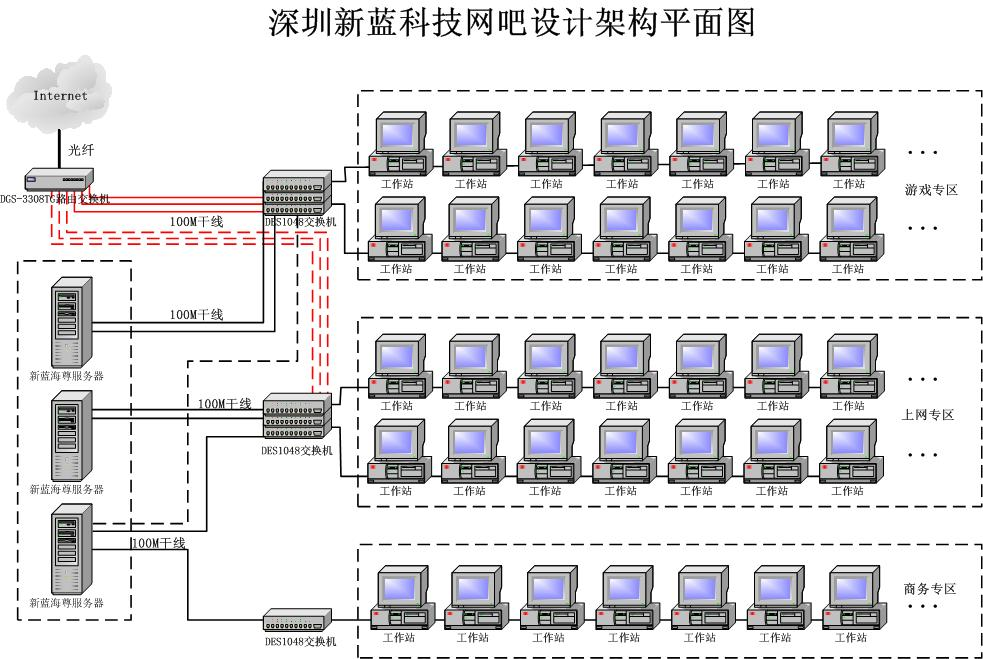 深圳新蓝科技网吧设计架构平面图
Internet
光纤
DGS-3308TG路由交换机
100M干线
DES1048交换机
工作站 工作站 工作站 工作站 工作站 工作站 工作站
...
游戏专区
工作站 工作站 工作站 工作站 工作站 工作站 工作站
...
100M干线
新蓝海尊服务器
100M干线
DES1048交换机
工作站 工作站 工作站 工作站 工作站 工作站 工作站
...
上网专区
工作站 工作站 工作站 工作站 工作站 工作站 工作站
...
新蓝海尊服务器
100M干线
新蓝海尊服务器
DES1048交换机
商务专区
...
工作站 工作站 工作站 工作站 工作站 工作站 工作站